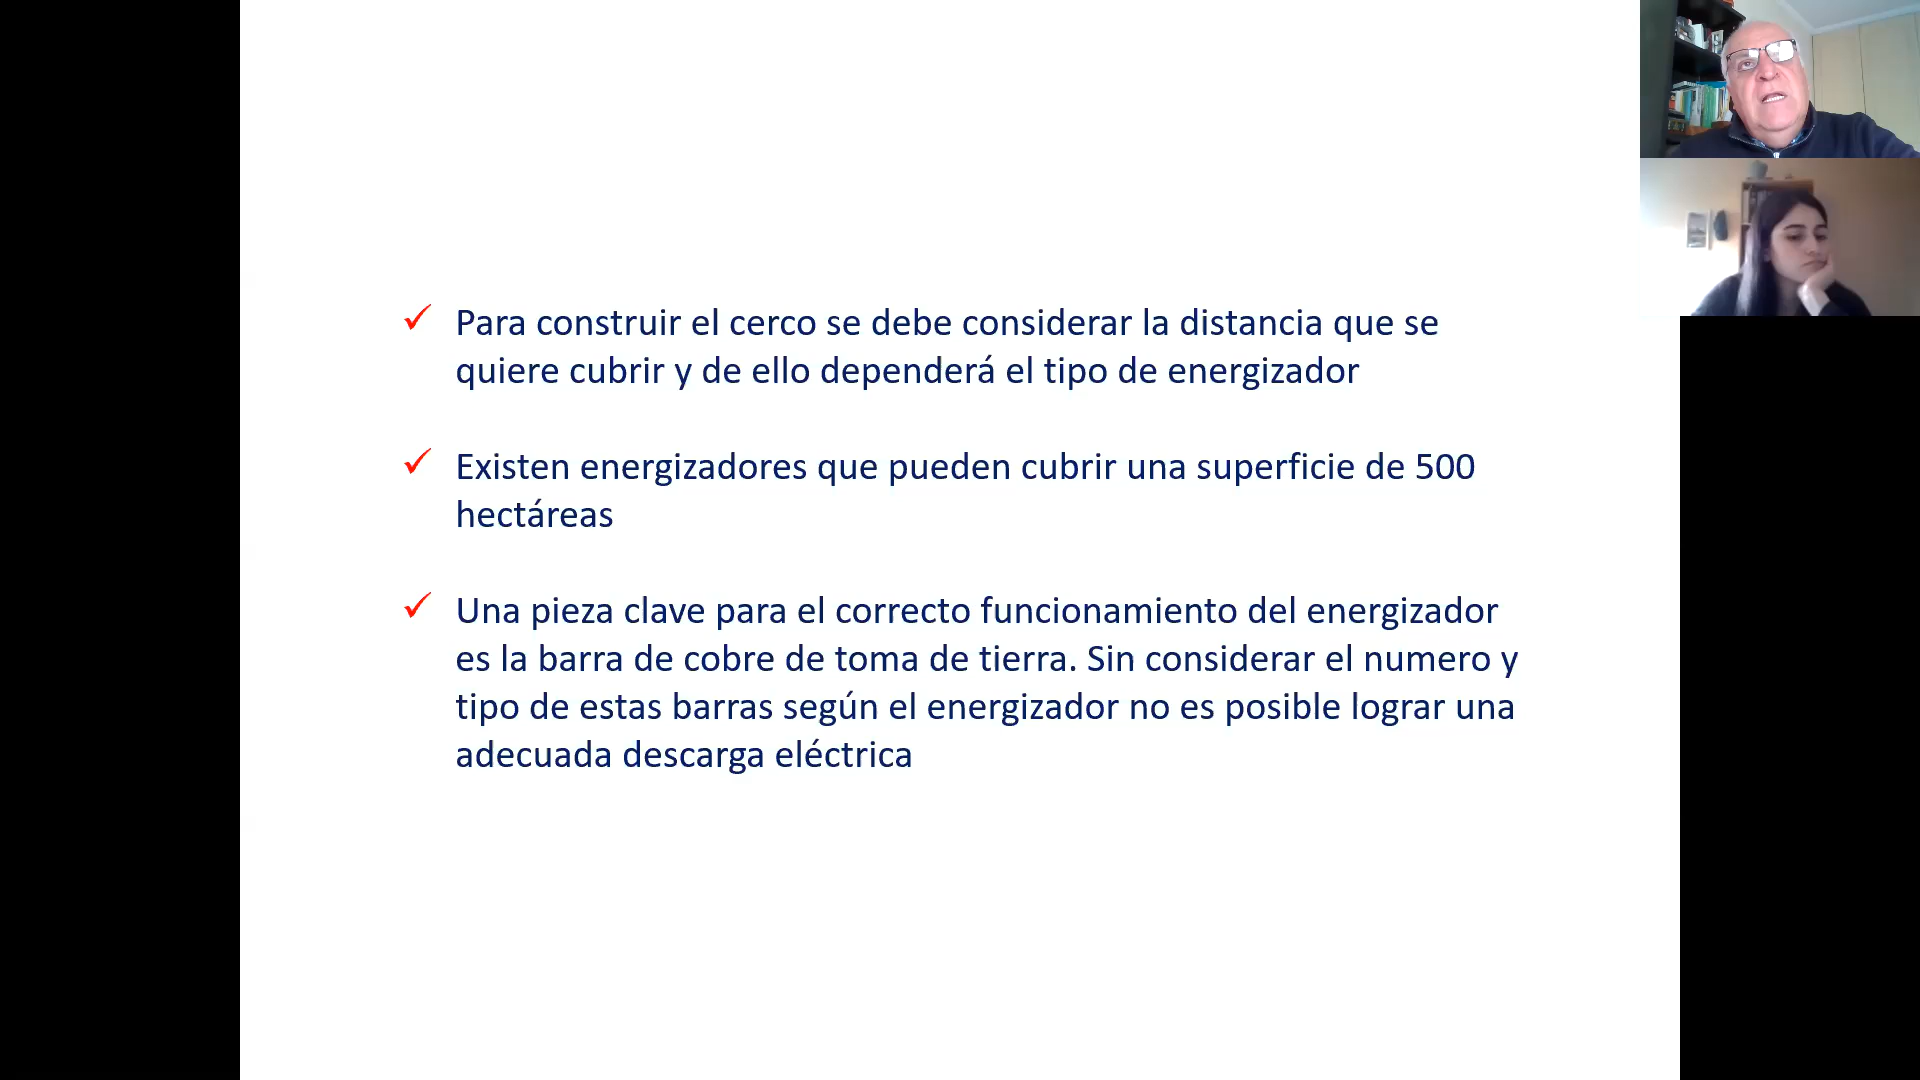 Para construir el cerco se debe considerar la distancia que se
quiere cubrir y de ello dependerá el tipo de energizador
Existen energizadores que pueden cubrir una superficie de 500
hectáreas
Una pieza clave para el correcto funcionamiento del energizador
es la barra de cobre de toma de tierra. Sin considerar el numero y
tipo de estas barras según el energizador no es posible lograr una
adecuada descarga eléctrica